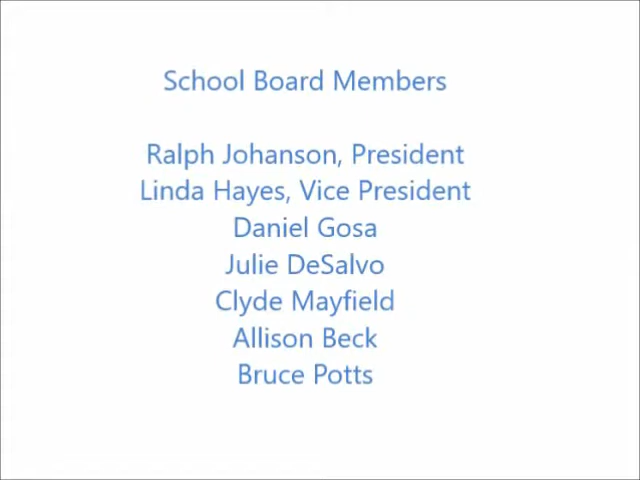 School Board Members
Ralph Johanson, President
Linda Hayes, Vice President
Daniel Gosa
Julie DeSalvo
Clyde Mayfield
Allison Beck
Bruce Potts